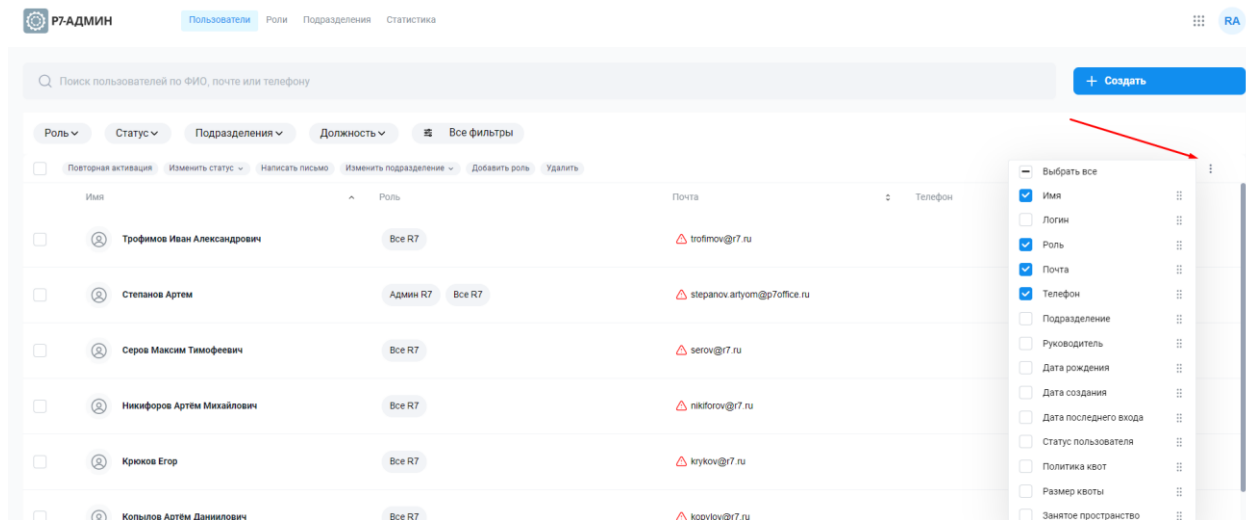 Р7-АДМИН Пользователи Роли Подразделения Статистика RA
Поиск пользователей по ФИО, почте или телефону + Создать
Роль Статус Подразделения Должность Все фильтры
Повторная активация Изменить статус Написать письмо Изменить подразделение Добавить роль Удалить
Имя Роль Почта Телефон
Трофимов Иван Александрович Все R7 trofimov@r7.ru
Степанов Артем Админ R7 Все R7 stepanov.artyom@p7office.ru
Серов Максим Тимофеевич Все R7 serov@r7.ru
Никифоров Артём Михайлович Все R7 nikiforov@r7.ru
Крюков Егор Все R7 krykov@r7.ru
Копылов Артём Даниилович Все R7 kopylov@r7.ru
Выбрать все
Имя
Логин
Роль
Почта
Телефон
Подразделение
Руководитель
Дата рождения
Дата создания
Дата последнего входа
Статус пользователя
Политика квот
Размер квоты
Занятое пространство